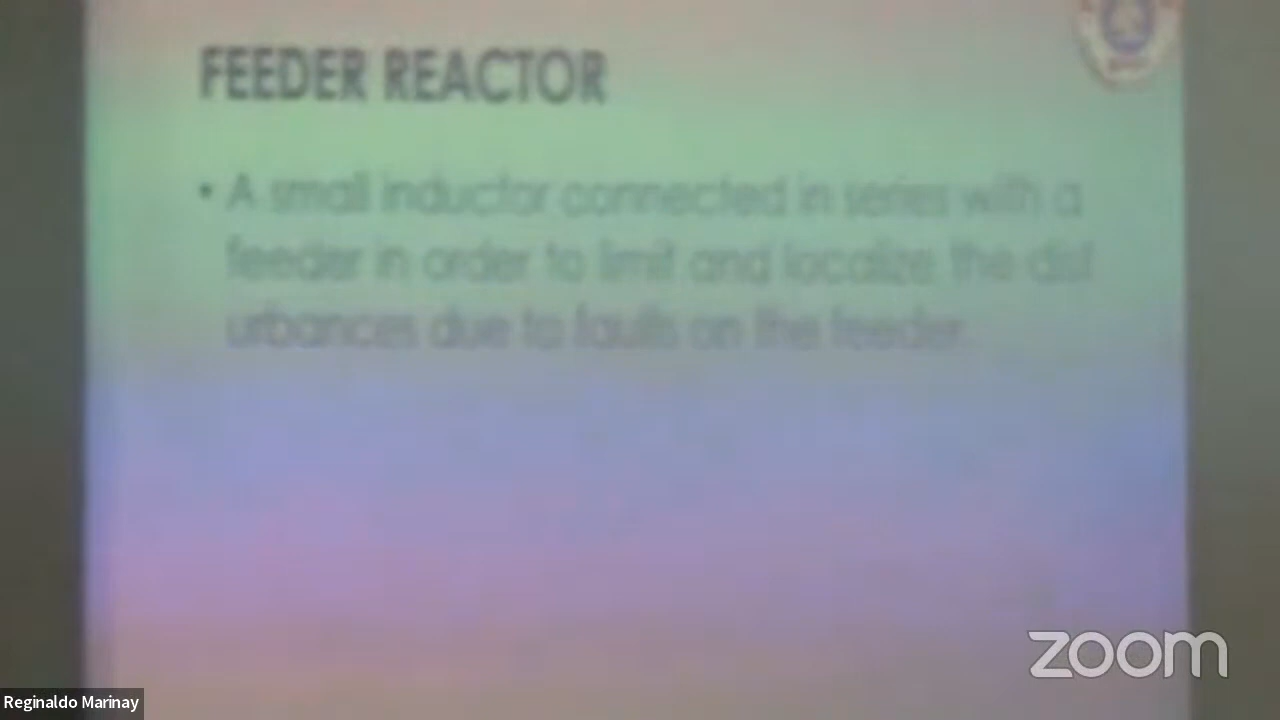 FEEDER REACTOR
• A small inductor connected in series with a
feeder in order to limit and localize the dist
urbances due to faults on the feeder.
zoom
Reginaldo Marinay